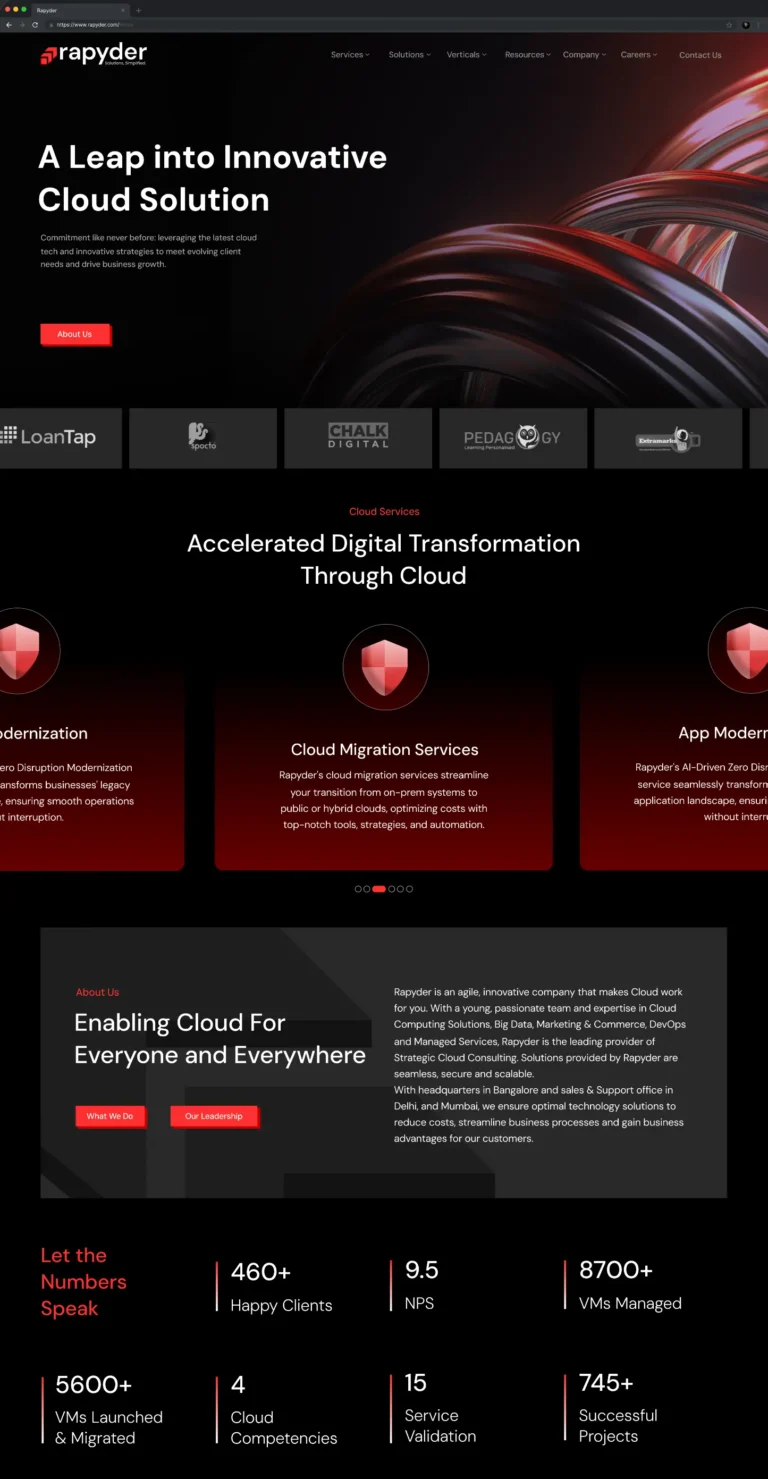 Rapyder
https://www.rapyder.com/
rapyder
Solutions, Simplified.
Services
Solutions
Verticals
Resources
Company
Careers
Contact Us
A Leap into Innovative
Cloud Solution
Commitment like never before: leveraging the latest cloud
tech and innovative strategies to meet evolving client
needs and drive business growth.
About Us
LoanTap
spocto
CHALK
DIGITAL
PEDAGOGY
Learning Personalised
Extramarks
Cloud Services
Accelerated Digital Transformation
Through Cloud
odernization
ero Disruption Modernization
ansforms businesses' legacy
, ensuring smooth operations
t interruption.
Cloud Migration Services
Rapyder's cloud migration services streamline
your transition from on-prem systems to
public or hybrid clouds, optimizing costs with
top-notch tools, strategies, and automation.
App Moder
Rapyder's AI-Driven Zero Dis
service seamlessly transform
application landscape, ensuri
without interru
About Us
Enabling Cloud For
Everyone and Everywhere
What We Do
Our Leadership
Rapyder is an agile, innovative company that makes Cloud work
for you. With a young, passionate team and expertise in Cloud
Computing Solutions, Big Data, Marketing & Commerce, DevOps
and Managed Services, Rapyder is the leading provider of
Strategic Cloud Consulting. Solutions provided by Rapyder are
seamless, secure and scalable.
With headquarters in Bangalore and sales & Support office in
Delhi, and Mumbai, we ensure optimal technology solutions to
reduce costs, streamline business processes and gain business
advantages for our customers.
Let the
Numbers
Speak
460+
Happy Clients
9.5
NPS
8700+
VMs Managed
5600+
VMs Launched
& Migrated
4
Cloud
Competencies
15
Service
Validation
745+
Successful
Projects